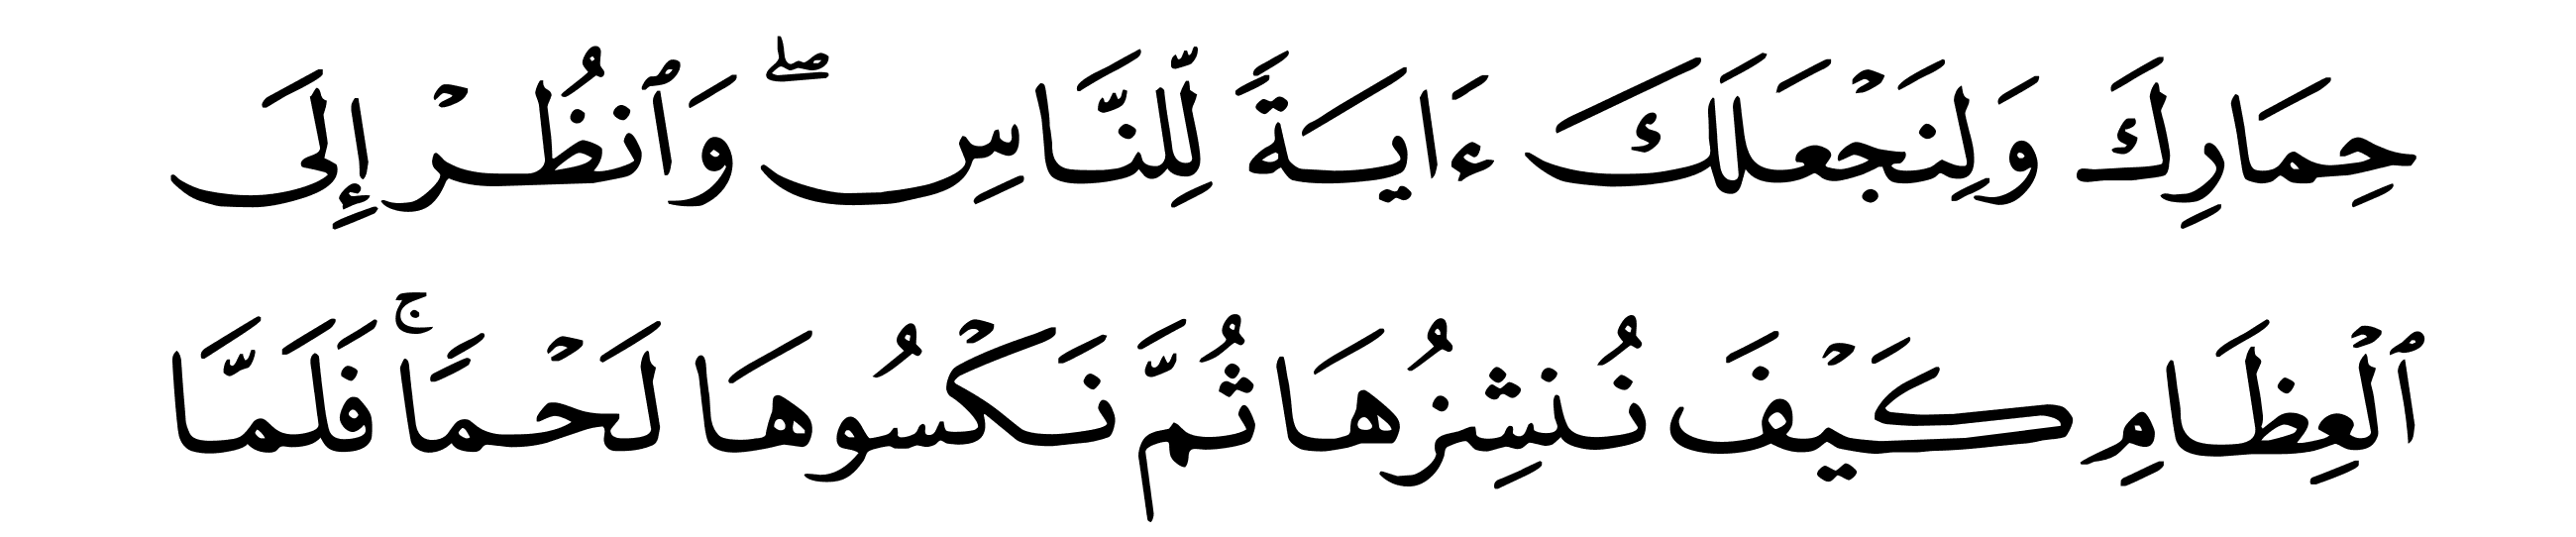 حِمَارِكَ وَلِنَجْعَلَكَ ءَايَةً لِّلنَّاسِۖ وَٱنظُرْ إِلَى
ٱلْعِظَامِ كَيْفَ نُنشِزُهَا ثُمَّ نَكْسُوهَا لَحْمًاۚ فَلَمَّا